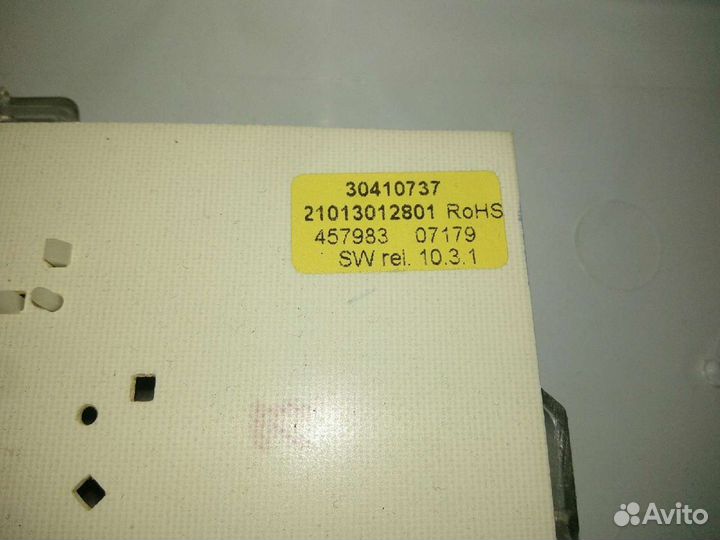 30410737
21013012801 RoHS
457983 07179
SW rel. 10.3.1
Avito